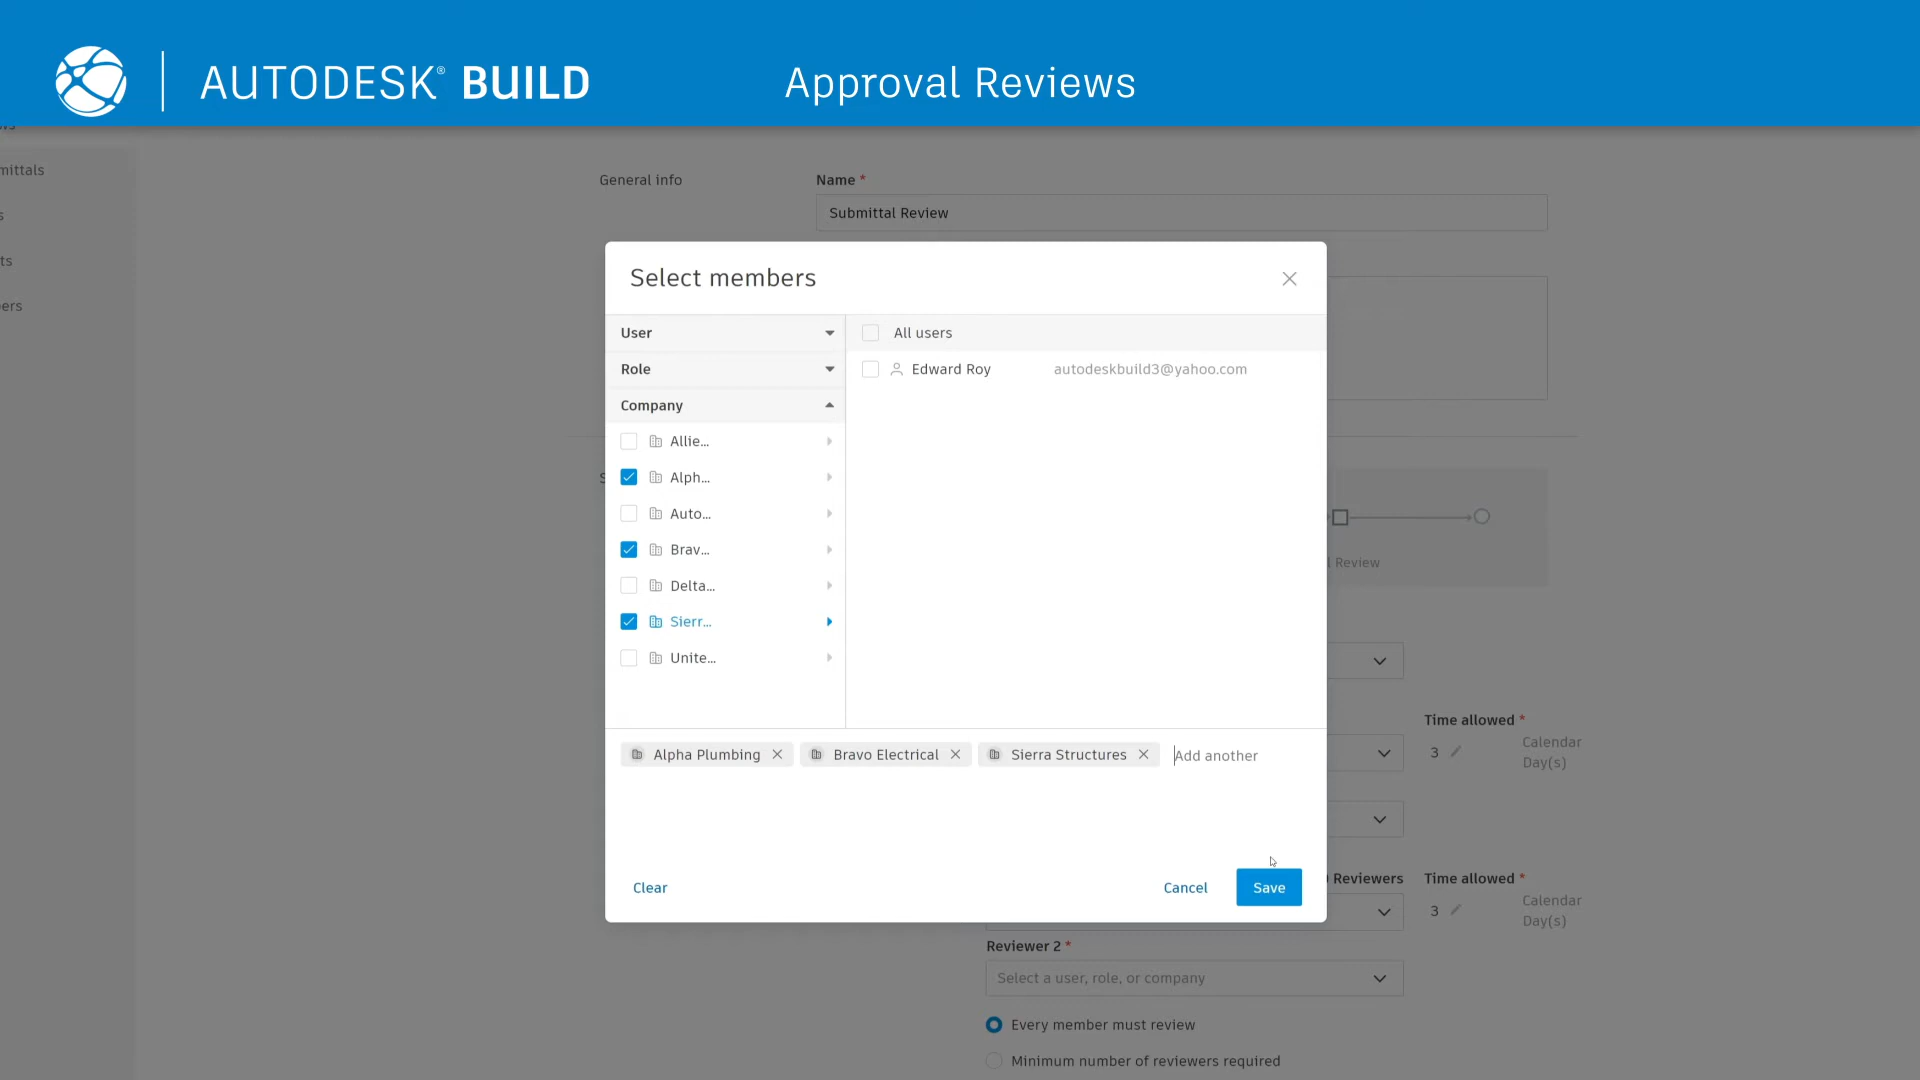 AUTODESK® BUILD
Approval Reviews
mittals
s
ts
ers
General info
Name *
Submittal Review
Select members
User
Role
Company
Allie...
Alph...
Auto...
Brav...
Delta...
Sierr...
Unite...
All users
Edward Roy autodeskbuild3@yahoo.com
Alpha Plumbing Bravo Electrical Sierra Structures Add another
Clear
Cancel
Save
Review
Time allowed *
3
Calendar
Day(s)
Reviewers
Time allowed *
3
Calendar
Day(s)
Reviewer 2 *
Select a user, role, or company
Every member must review
Minimum number of reviewers required